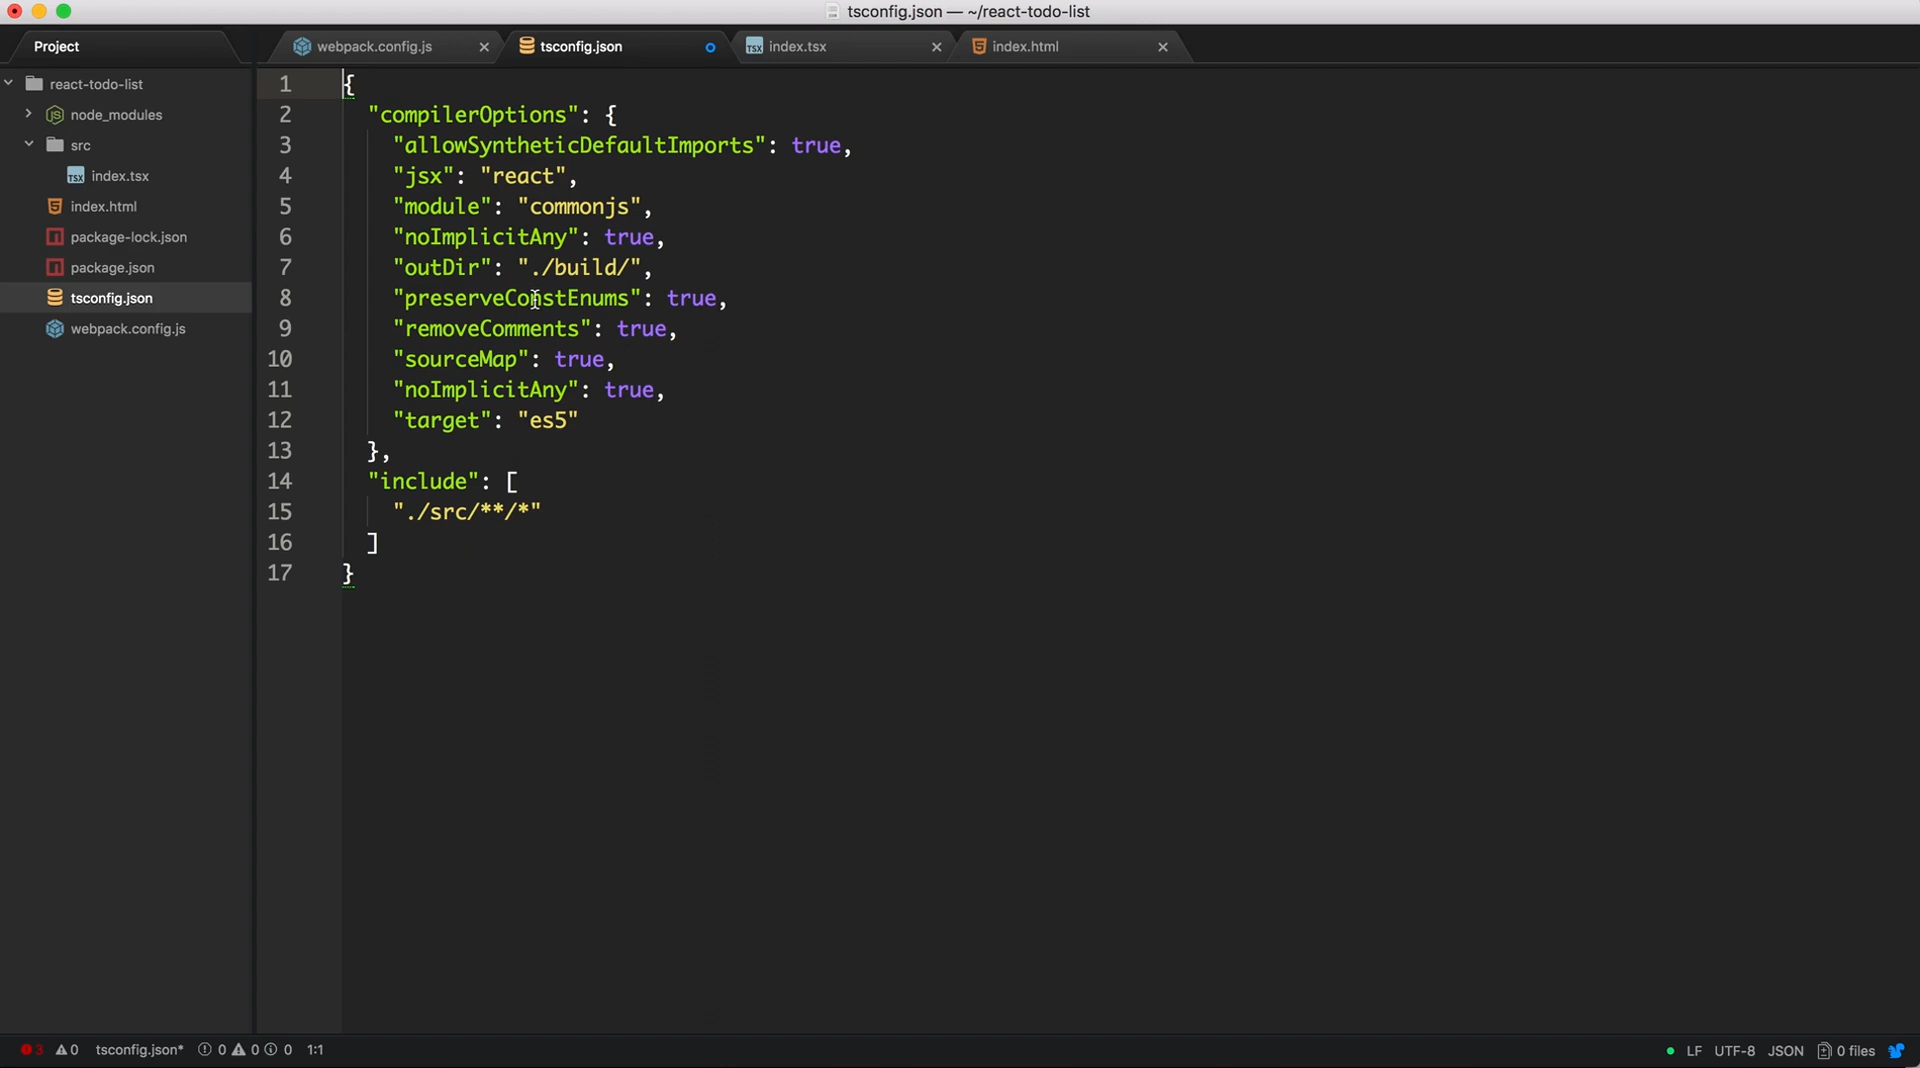 tsconfig.json — ~/react-todo-list
Project
webpack.config.js
tsconfig.json
TSX index.tsx
index.html
react-todo-list
node_modules
src
TSX index.tsx
index.html
package-lock.json
package.json
tsconfig.json
webpack.config.js
1 {
2 "compilerOptions": {
3 "allowSyntheticDefaultImports": true,
4 "jsx": "react",
5 "module": "commonjs",
6 "noImplicitAny": true,
7 "outDir": "./build/",
8 "preserveConstEnums": true,
9 "removeComments": true,
10 "sourceMap": true,
11 "noImplicitAny": true,
12 "target": "es5"
13 },
14 "include": [
15 "./src/**/*"
16 ]
17 }
3 0 tsconfig.json* 0 0 0 1:1
LF UTF-8 JSON 0 files